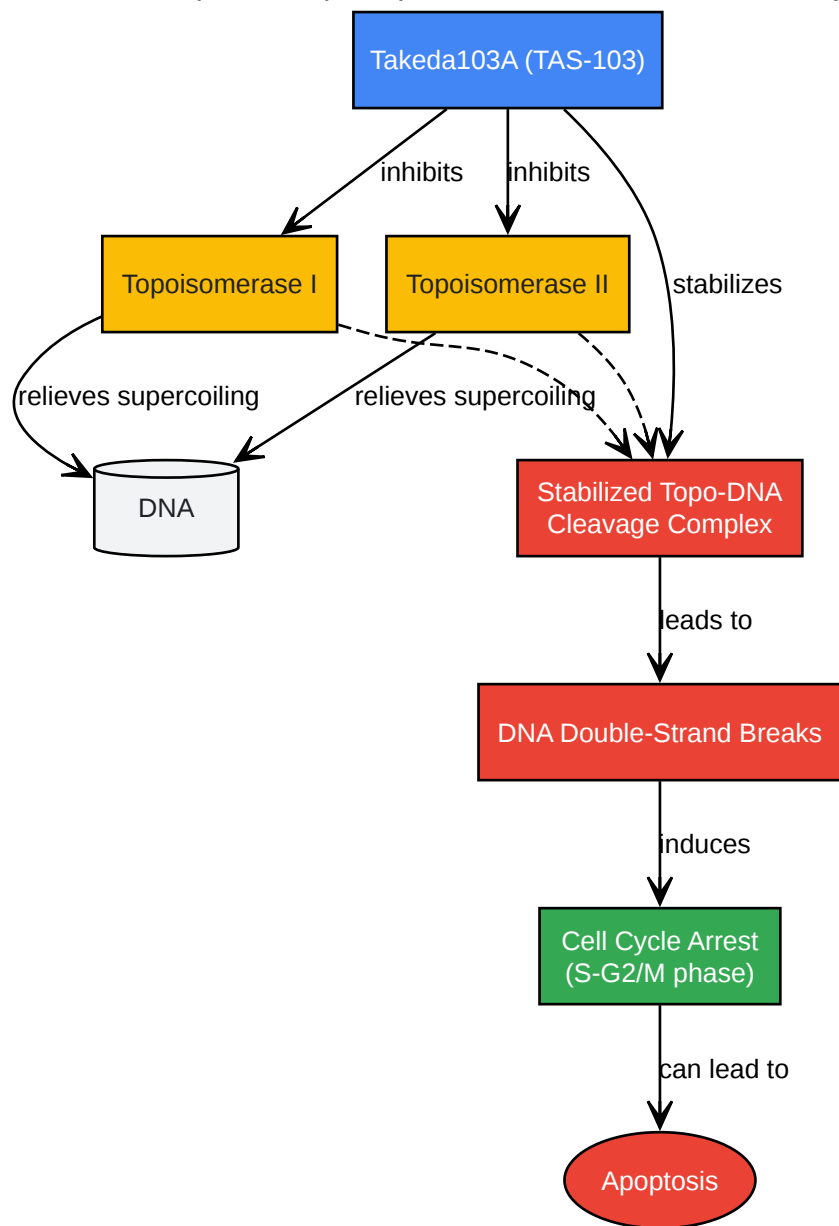 Takeda103A (TAS-103)
inhibits
inhibits
Topoisomerase I
Topoisomerase II
stabilizes
relieves supercoiling
relieves supercoiling
DNA
Stabilized Topo-DNA
Cleavage Complex
leads to
DNA Double-Strand Breaks
induces
Cell Cycle Arrest
(S-G2/M phase)
can lead to
Apoptosis